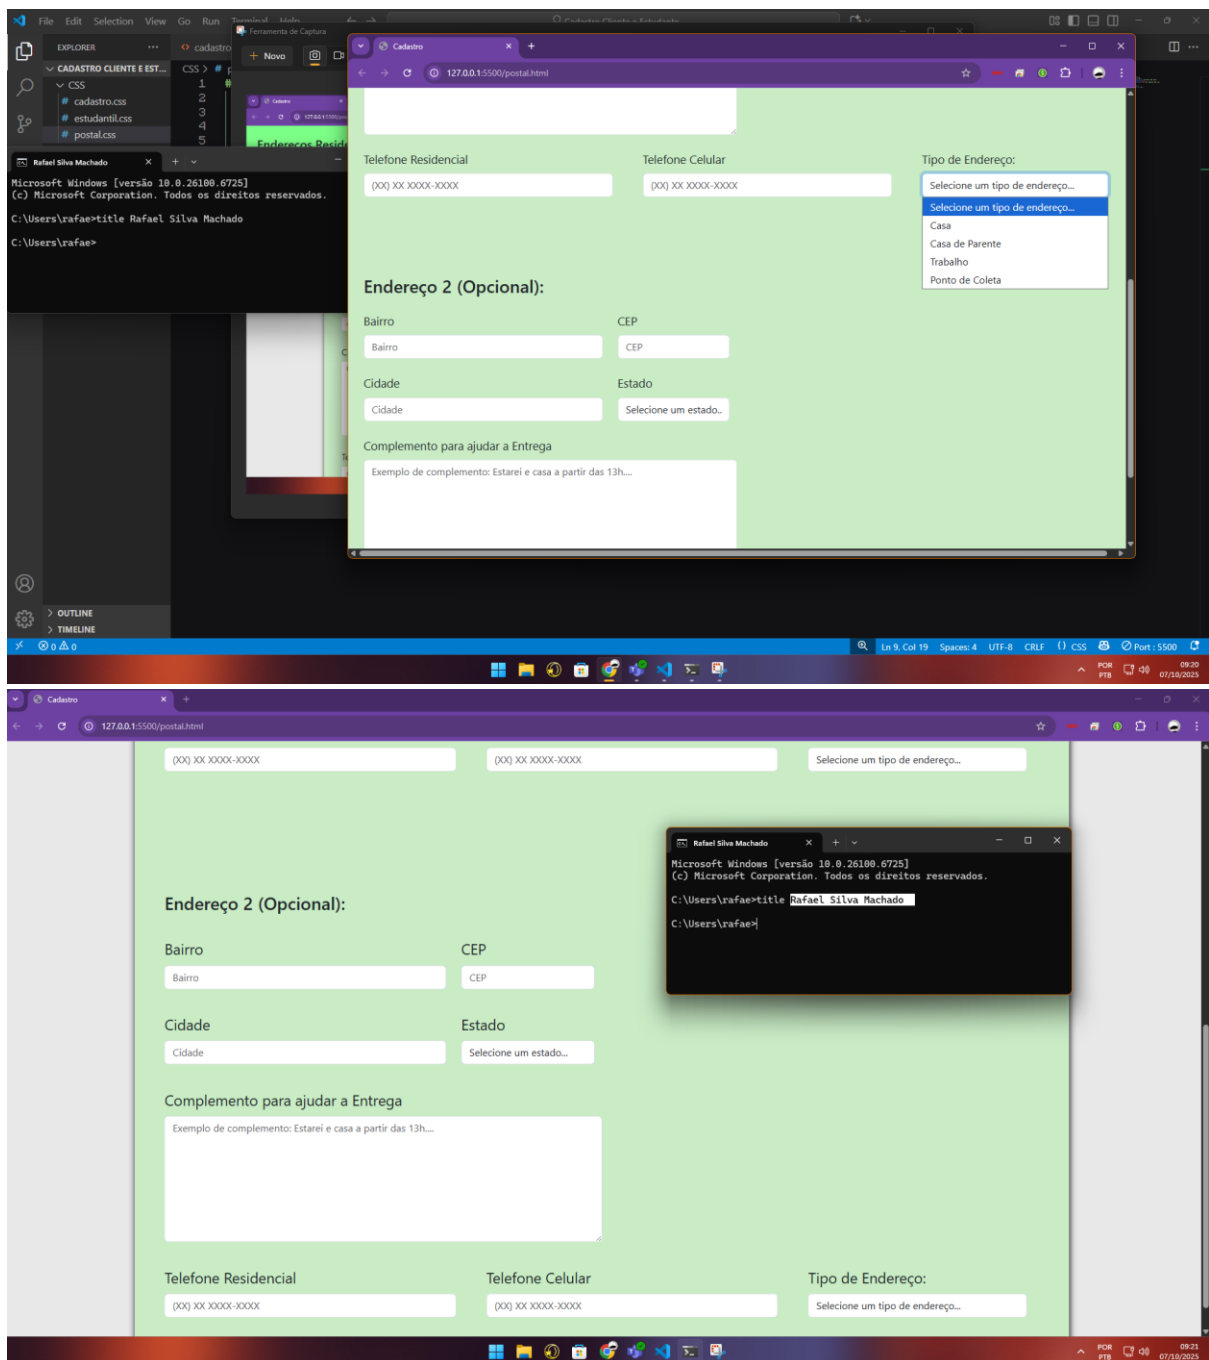 File Edit Selection View Go Run Terminal Help
Cadastro Cliente e Estudante
Ferramenta de Captura
EXPLORER
cadastro
+ Novo
Cadastro
127.0.0.1:5500/postal.html
CADASTRO CLIENTE E EST...
CSS > #
CSS
# cadastro.css
# estudantil.css
# postal.css
1 #
2
3
4
5
Rafael Silva Machado
Microsoft Windows [versão 10.0.26100.6725]
(c) Microsoft Corporation. Todos os direitos reservados.
C:\Users\rafae>title Rafael Silva Machado
C:\Users\rafae>
Telefone Residencial
Telefone Celular
Tipo de Endereço:
(XX) XX XXXX-XXXX
(XX) XX XXXX-XXXX
Selecione um tipo de endereço...
Selecione um tipo de endereço...
Casa
Casa de Parente
Trabalho
Ponto de Coleta
Endereço 2 (Opcional):
Bairro
CEP
Bairro
CEP
Cidade
Estado
Cidade
Selecione um estado..
Complemento para ajudar a Entrega
Exemplo de complemento: Estarei e casa a partir das 13h....
OUTLINE
TIMELINE
0 0
Ln 9, Col 19 Spaces: 4 UTF-8 CRLF {} CSS Port : 5500
POR
PTB
09:20
07/10/2025
Cadastro
127.0.0.1:5500/postal.html
(XX) XX XXXX-XXXX
(XX) XX XXXX-XXXX
Selecione um tipo de endereço...
Rafael Silva Machado
Microsoft Windows [versão 10.0.26100.6725]
(c) Microsoft Corporation. Todos os direitos reservados.
C:\Users\rafae>title Rafael Silva Machado
C:\Users\rafae>
Endereço 2 (Opcional):
Bairro
CEP
Bairro
CEP
Cidade
Estado
Cidade
Selecione um estado...
Complemento para ajudar a Entrega
Exemplo de complemento: Estarei e casa a partir das 13h....
Telefone Residencial
Telefone Celular
Tipo de Endereço:
(XX) XX XXXX-XXXX
(XX) XX XXXX-XXXX
Selecione um tipo de endereço...
POR
PTB
09:21
07/10/2025